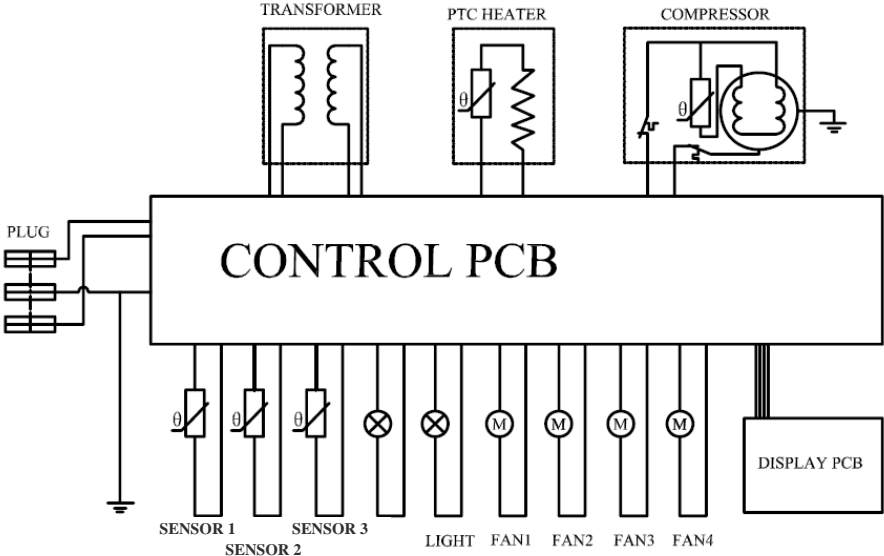 TRANSFORMER
PTC HEATER
COMPRESSOR
θ
θ
PLUG
CONTROL PCB
θ
θ
θ
M
M
M
M
DISPLAY PCB
SENSOR 1
SENSOR 2
SENSOR 3
LIGHT
FAN1
FAN2
FAN3
FAN4